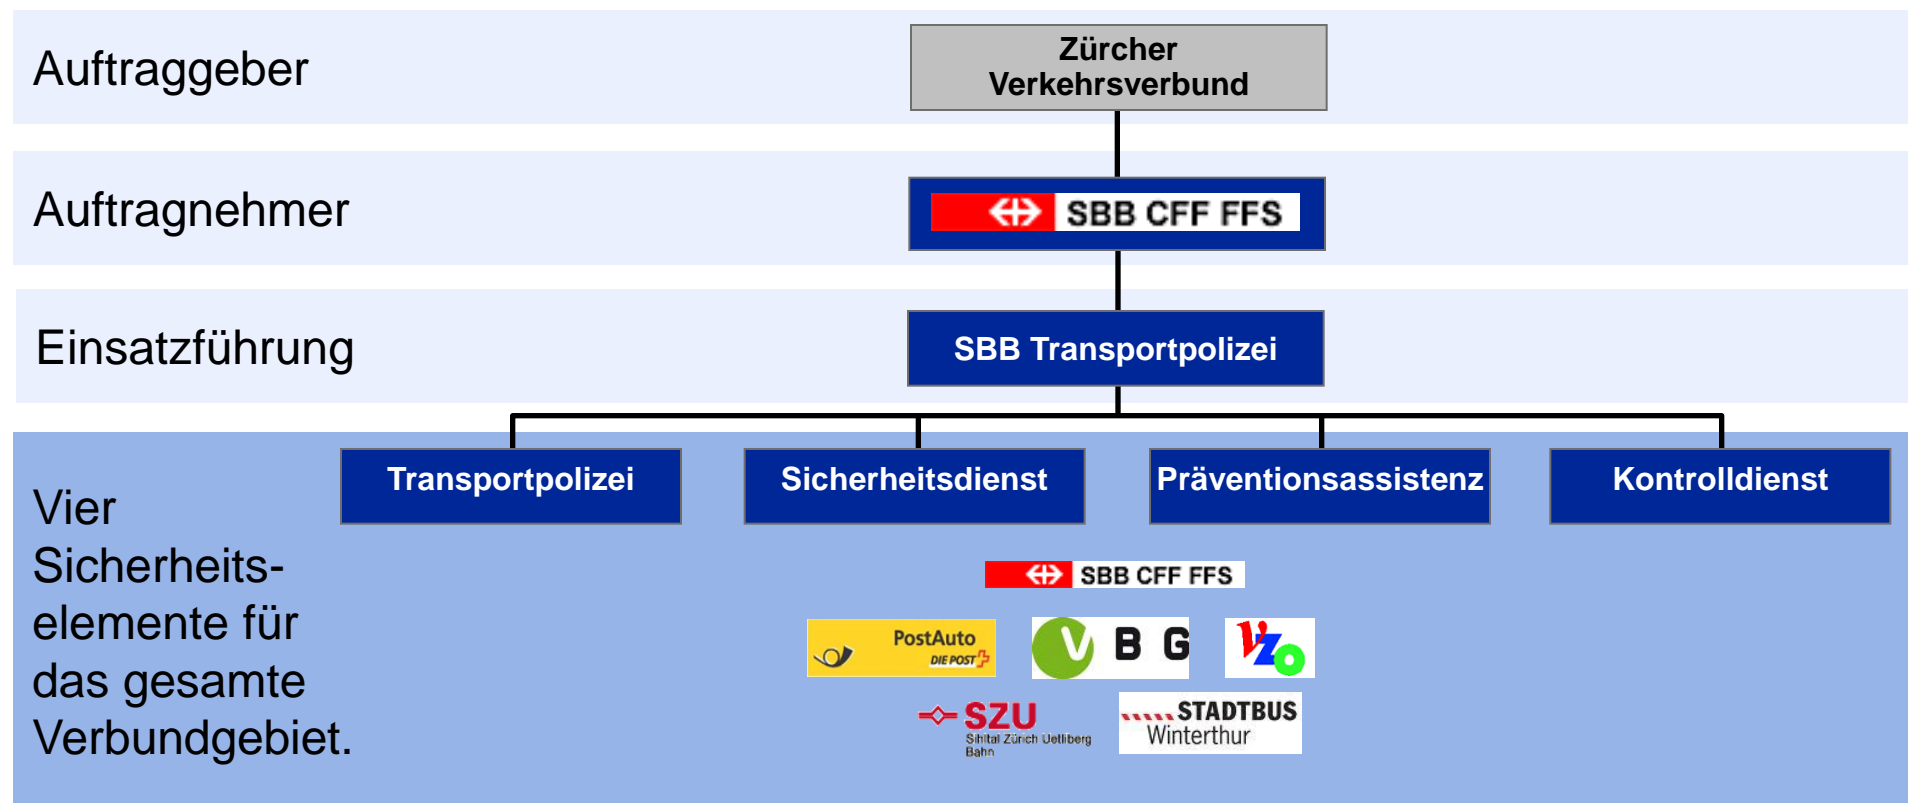 Auftraggeber
Zürcher
Verkehrsverbund
Auftragnehmer
SBB CFF FFS
Einsatzführung
SBB Transportpolizei
Transportpolizei
Sicherheitsdienst
Präventionsassistenz
Kontrolldienst
Vier
Sicherheits-
elemente für
das gesamte
Verbundgebiet.
SBB CFF FFS
PostAuto
DIE POST
V B G
VZO
SZU
Sihltal Zürich Uetliberg
Bahn
STADTBUS
Winterthur